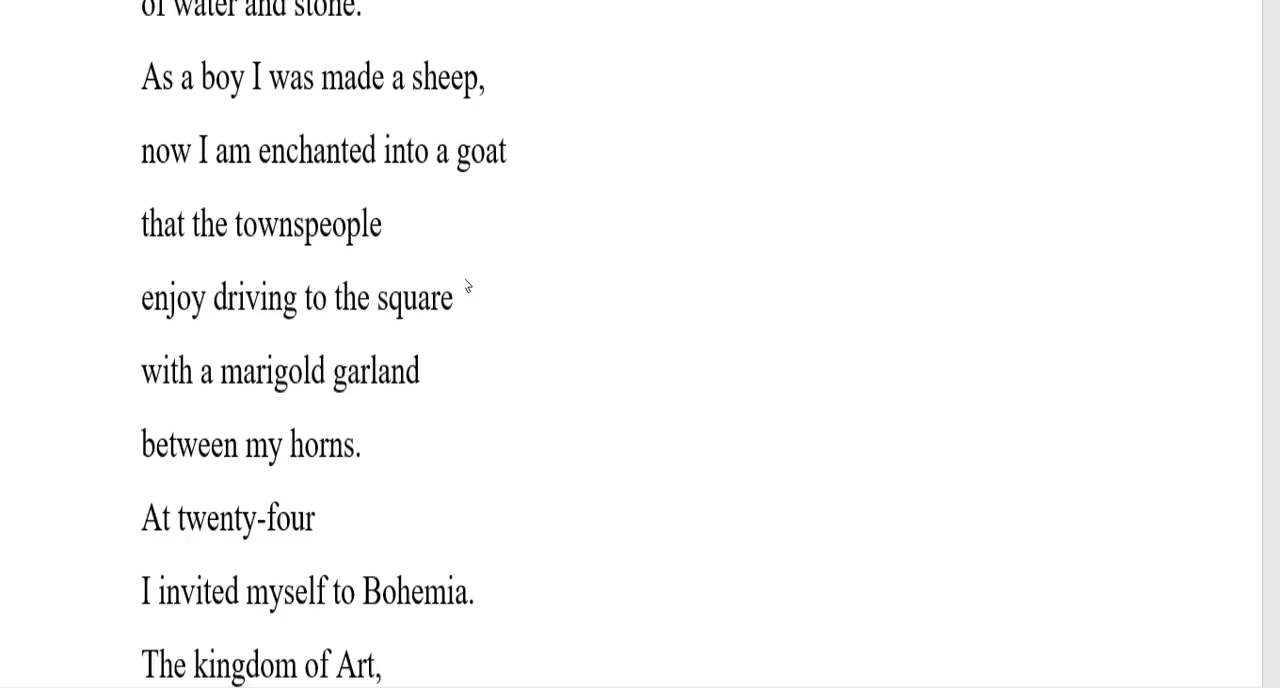 of water and stone.
As a boy I was made a sheep,
now I am enchanted into a goat
that the townspeople
enjoy driving to the square
with a marigold garland
between my horns.
At twenty-four
I invited myself to Bohemia.
The kingdom of Art,